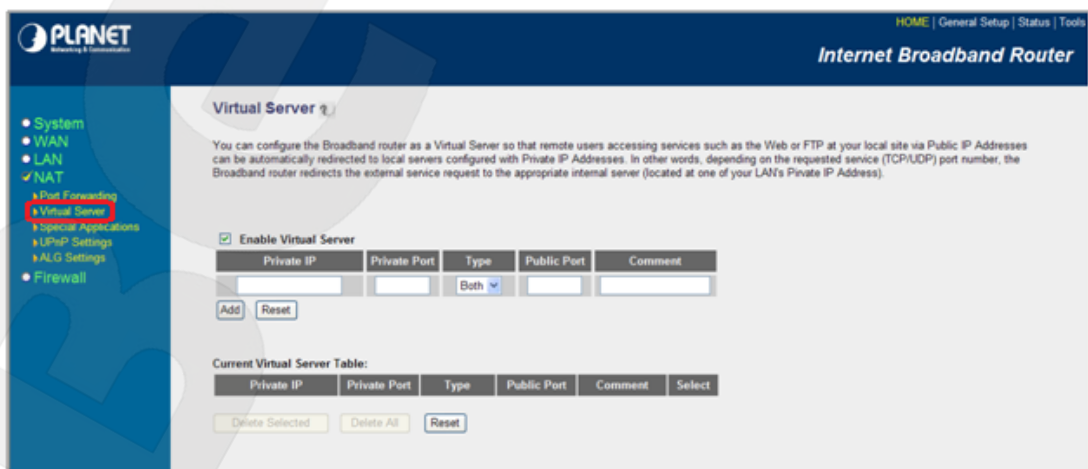 PLANET
Networking & Communication
HOME | General Setup | Status | Tools
Internet Broadband Router
System
WAN
LAN
NAT
Port Forwarding
Virtual Server
Special Applications
UPnP Settings
ALG Settings
Firewall
Virtual Server
You can configure the Broadband router as a Virtual Server so that remote users accessing services such as the Web or FTP at your local site via Public IP Addresses
can be automatically redirected to local servers configured with Private IP Addresses. In other words, depending on the requested service (TCP/UDP) port number, the
Broadband router redirects the external service request to the appropriate internal server (located at one of your LAN's Pivate IP Address).
Enable Virtual Server
Private IP Private Port Type Public Port Comment
Both
Add Reset
Current Virtual Server Table:
Private IP Private Port Type Public Port Comment Select
Delete Selected Delete All Reset